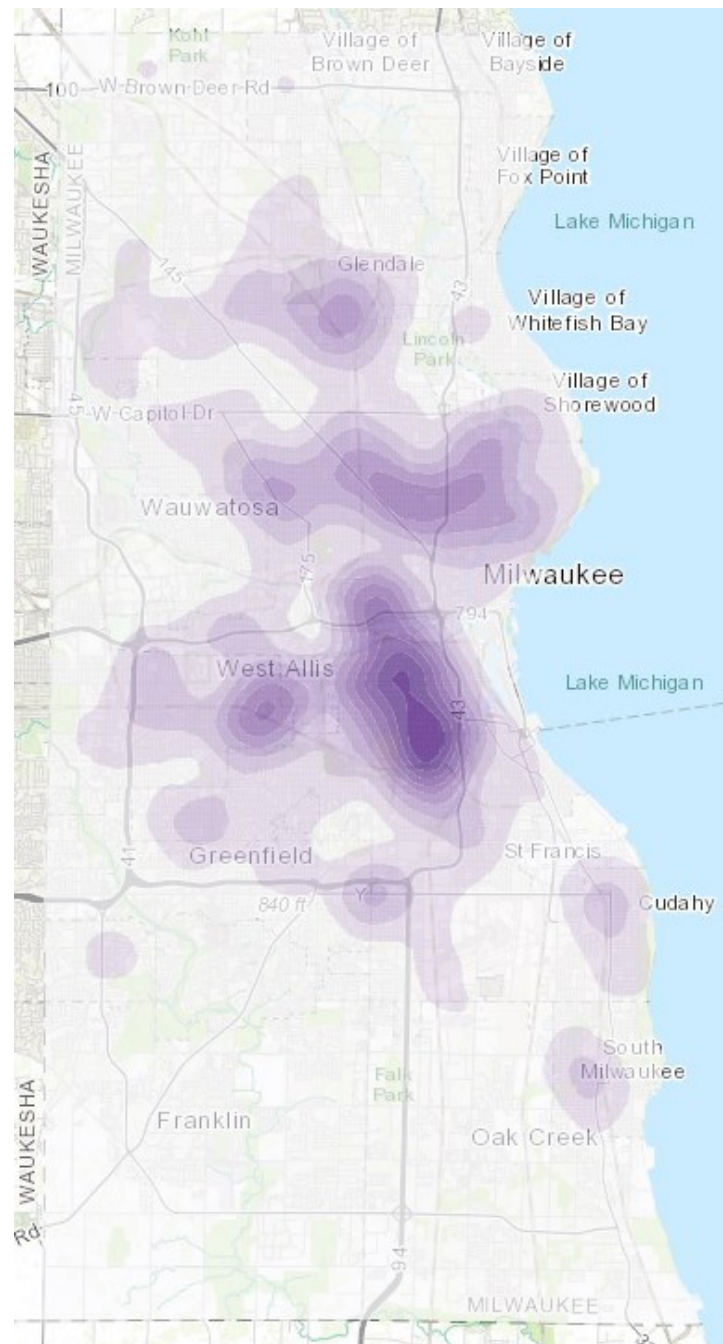 Kohl
Park
Village of
Brown Deer
Village of
Bayside
100
W Brown Deer Rd
WAUKESHA
MILWAUKEE
Village of
Fox Point
Lake Michigan
145
Glendale
43
Village of
Whitefish Bay
Lincoln
Park
Village of
Shorewood
45
W Capitol Dr
Wauwatosa
175
Milwaukee
794
West Allis
Lake Michigan
43
41
Greenfield
St Francis
Y
840 ft
Cudahy
South
Milwaukee
Falk
Park
WAUKESHA
Franklin
Oak Creek
Rd
94
MILWAUKEE